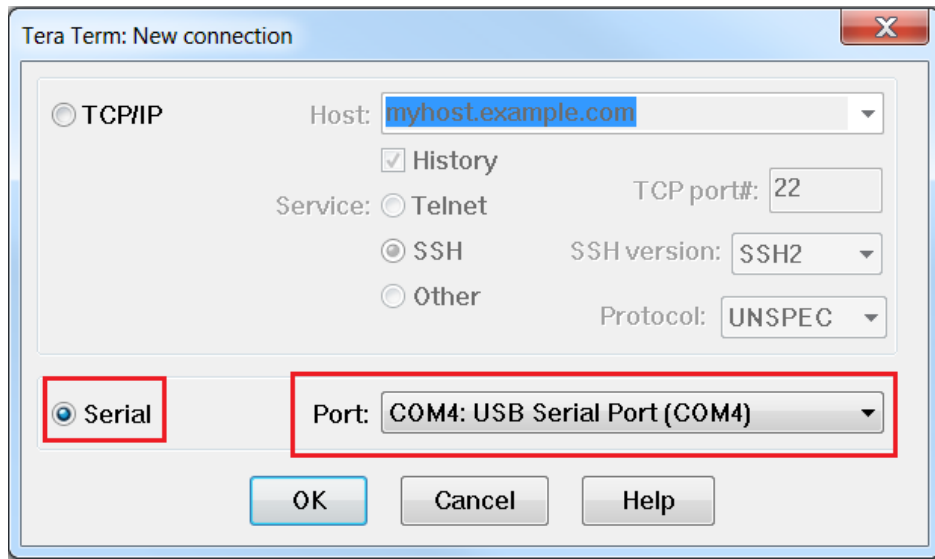 Tera Term: New connection
TCP/IP
Host: myhost.example.com
History
Service: Telnet
TCP port#: 22
SSH
SSH version: SSH2
Other
Protocol: UNSPEC
Serial
Port: COM4: USB Serial Port (COM4)
OK Cancel Help